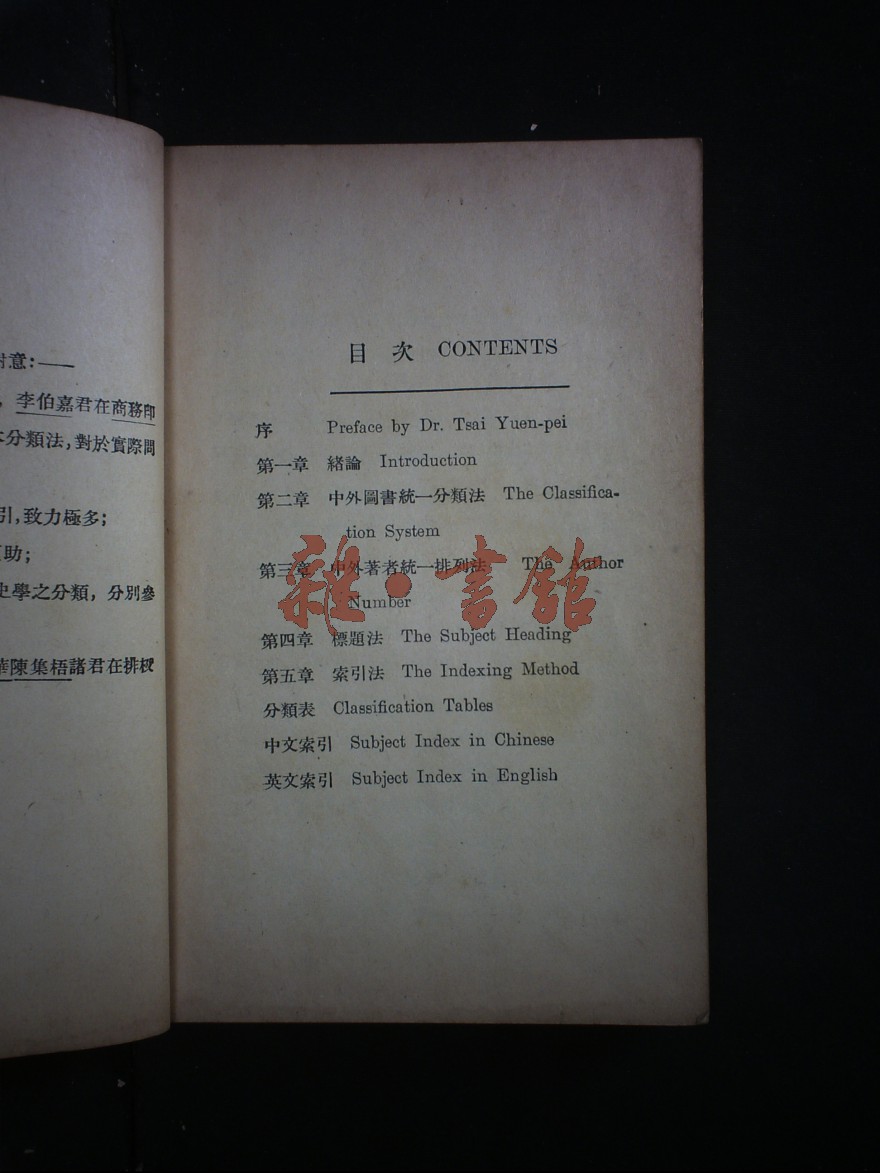 意:——
李伯嘉君在商務印
分類法,對於實際問
引,致力極多;
助;
史學之分類,分別參
陳集梧諸君在排校
目次 CONTENTS
序 Preface by Dr. Tsai Yuen-pei
第一章 緒論 Introduction
第二章 中外圖書統一分類法 The Classifica-
tion System
第三章 中外著者統一排列法 The Author
Number
第四章 標題法 The Subject Heading
第五章 索引法 The Indexing Method
分類表 Classification Tables
中文索引 Subject Index in Chinese
英文索引 Subject Index in English
雜·書館